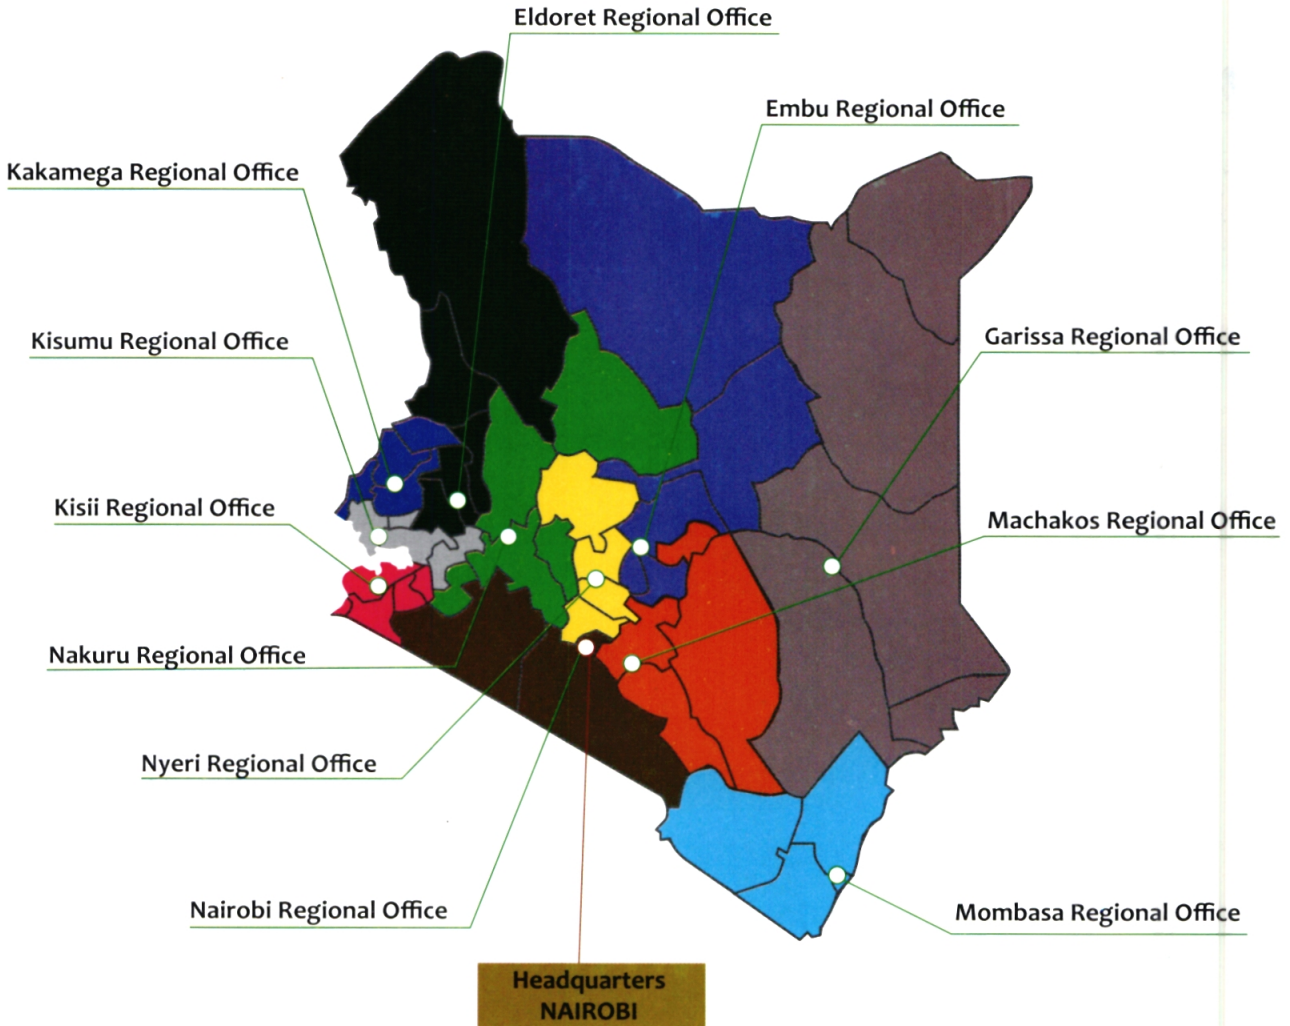 Eldoret Regional Office
Embu Regional Office
Kakamega Regional Office
Kisumu Regional Office
Garissa Regional Office
Kisii Regional Office
Machakos Regional Office
Nakuru Regional Office
Nyeri Regional Office
Nairobi Regional Office
Mombasa Regional Office
Headquarters
NAIROBI